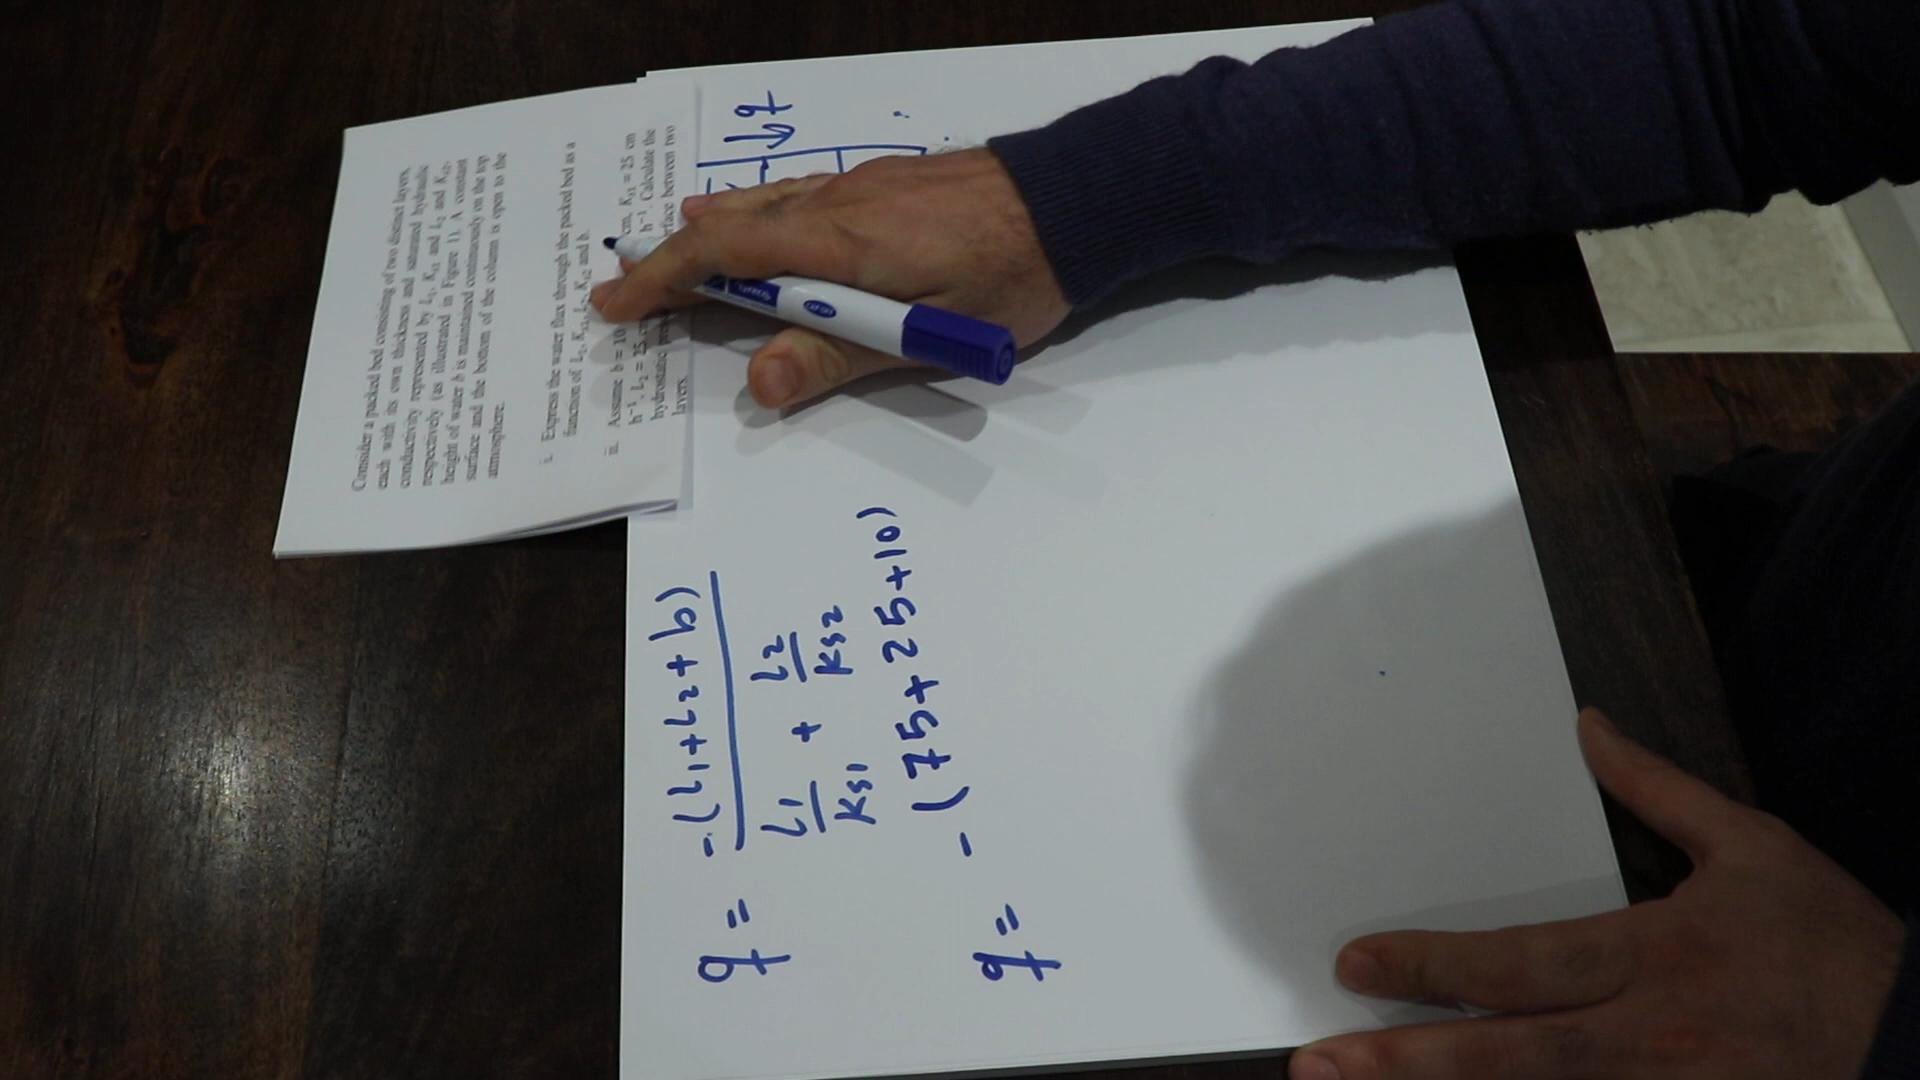 Consider a packed bed consisting of two distinct layers,
each with its own thickness and saturated hydraulic
conductivity represented by L₁, Kₛ₁ and L₂ and Kₛ₂,
respectively (as illustrated in Figure 1). A constant
height of water b is maintained continuously on the top
surface and the bottom of the column is open to the
atmosphere.
i. Express the water flux through the packed bed as a
function of L₁, Kₛ₁, L₂, Kₛ₂ and b.
ii. Assume b = 10 cm, Kₛ₁ = 25 cm
h⁻¹, L₂ = 25 h⁻¹. Calculate the
hydrostatic between two
layers.
↓q
q = -(L₁+L₂+b)
L₁ + L₂
Ks1 Ks2
q = -(75+25+10)